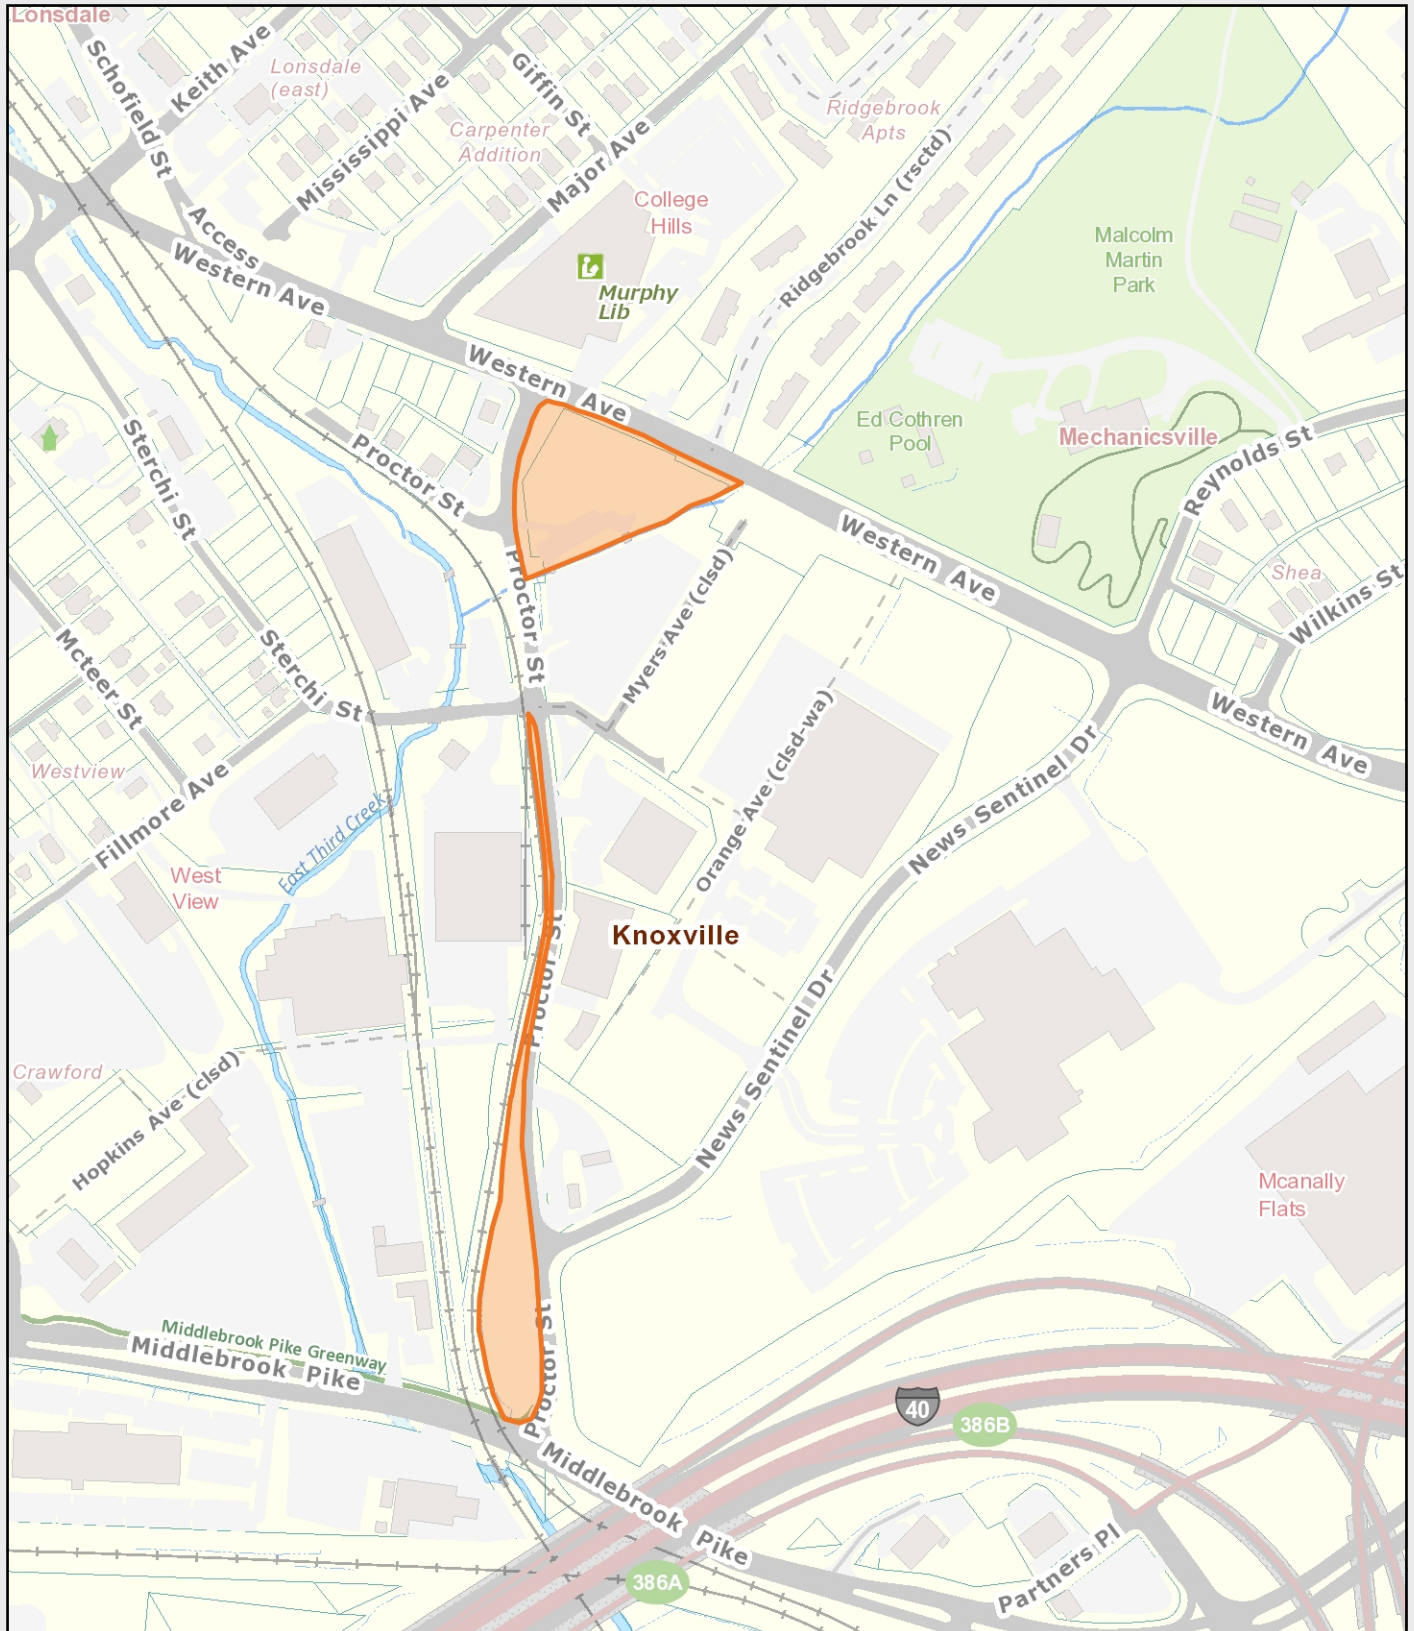 Lonsdale
Schofield St
Keith Ave
Lonsdale
(east)
Mississippi Ave
Giffin St
Carpenter
Addition
Major Ave
Ridgebrook
Apts
Ridgebrook Ln (rsctd)
College
Hills
Access
Western Ave
Murphy
Lib
Malcolm
Martin
Park
Western Ave
Ed Cothren
Pool
Mechanicsville
Reynolds St
Sterchi St
Proctor St
Western Ave
Shea
Wilkins St
Proctor St
Myers Ave (clsd)
Mcteer St
Sterchi St
Western Ave
Westview
Fillmore Ave
East Third Creek
Orange Ave (clsd-wa)
News Sentinel Dr
West
View
Knoxville
Proctor St
News Sentinel Dr
Crawford
Hopkins Ave (clsd)
Mcanally
Flats
Middlebrook Pike Greenway
Middlebrook Pike
Proctor St
40
386B
Middlebrook Pike
386A
Partners Pl